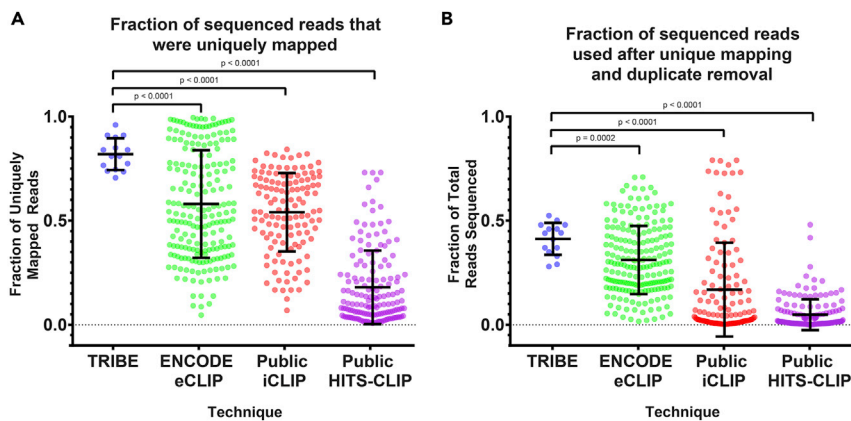 A
Fraction of sequenced reads that
were uniquely mapped
p < 0.0001
p < 0.0001
p < 0.0001
1.0
0.5
0.0
Fraction of Uniquely
Mapped Reads
TRIBE
ENCODE
eCLIP
Public
iCLIP
Public
HITS-CLIP
Technique
B
Fraction of sequenced reads
used after unique mapping
and duplicate removal
p < 0.0001
p < 0.0001
p = 0.0002
1.0
0.5
0.0
Fraction of Total
Reads Sequenced
TRIBE
ENCODE
eCLIP
Public
iCLIP
Public
HITS-CLIP
Technique